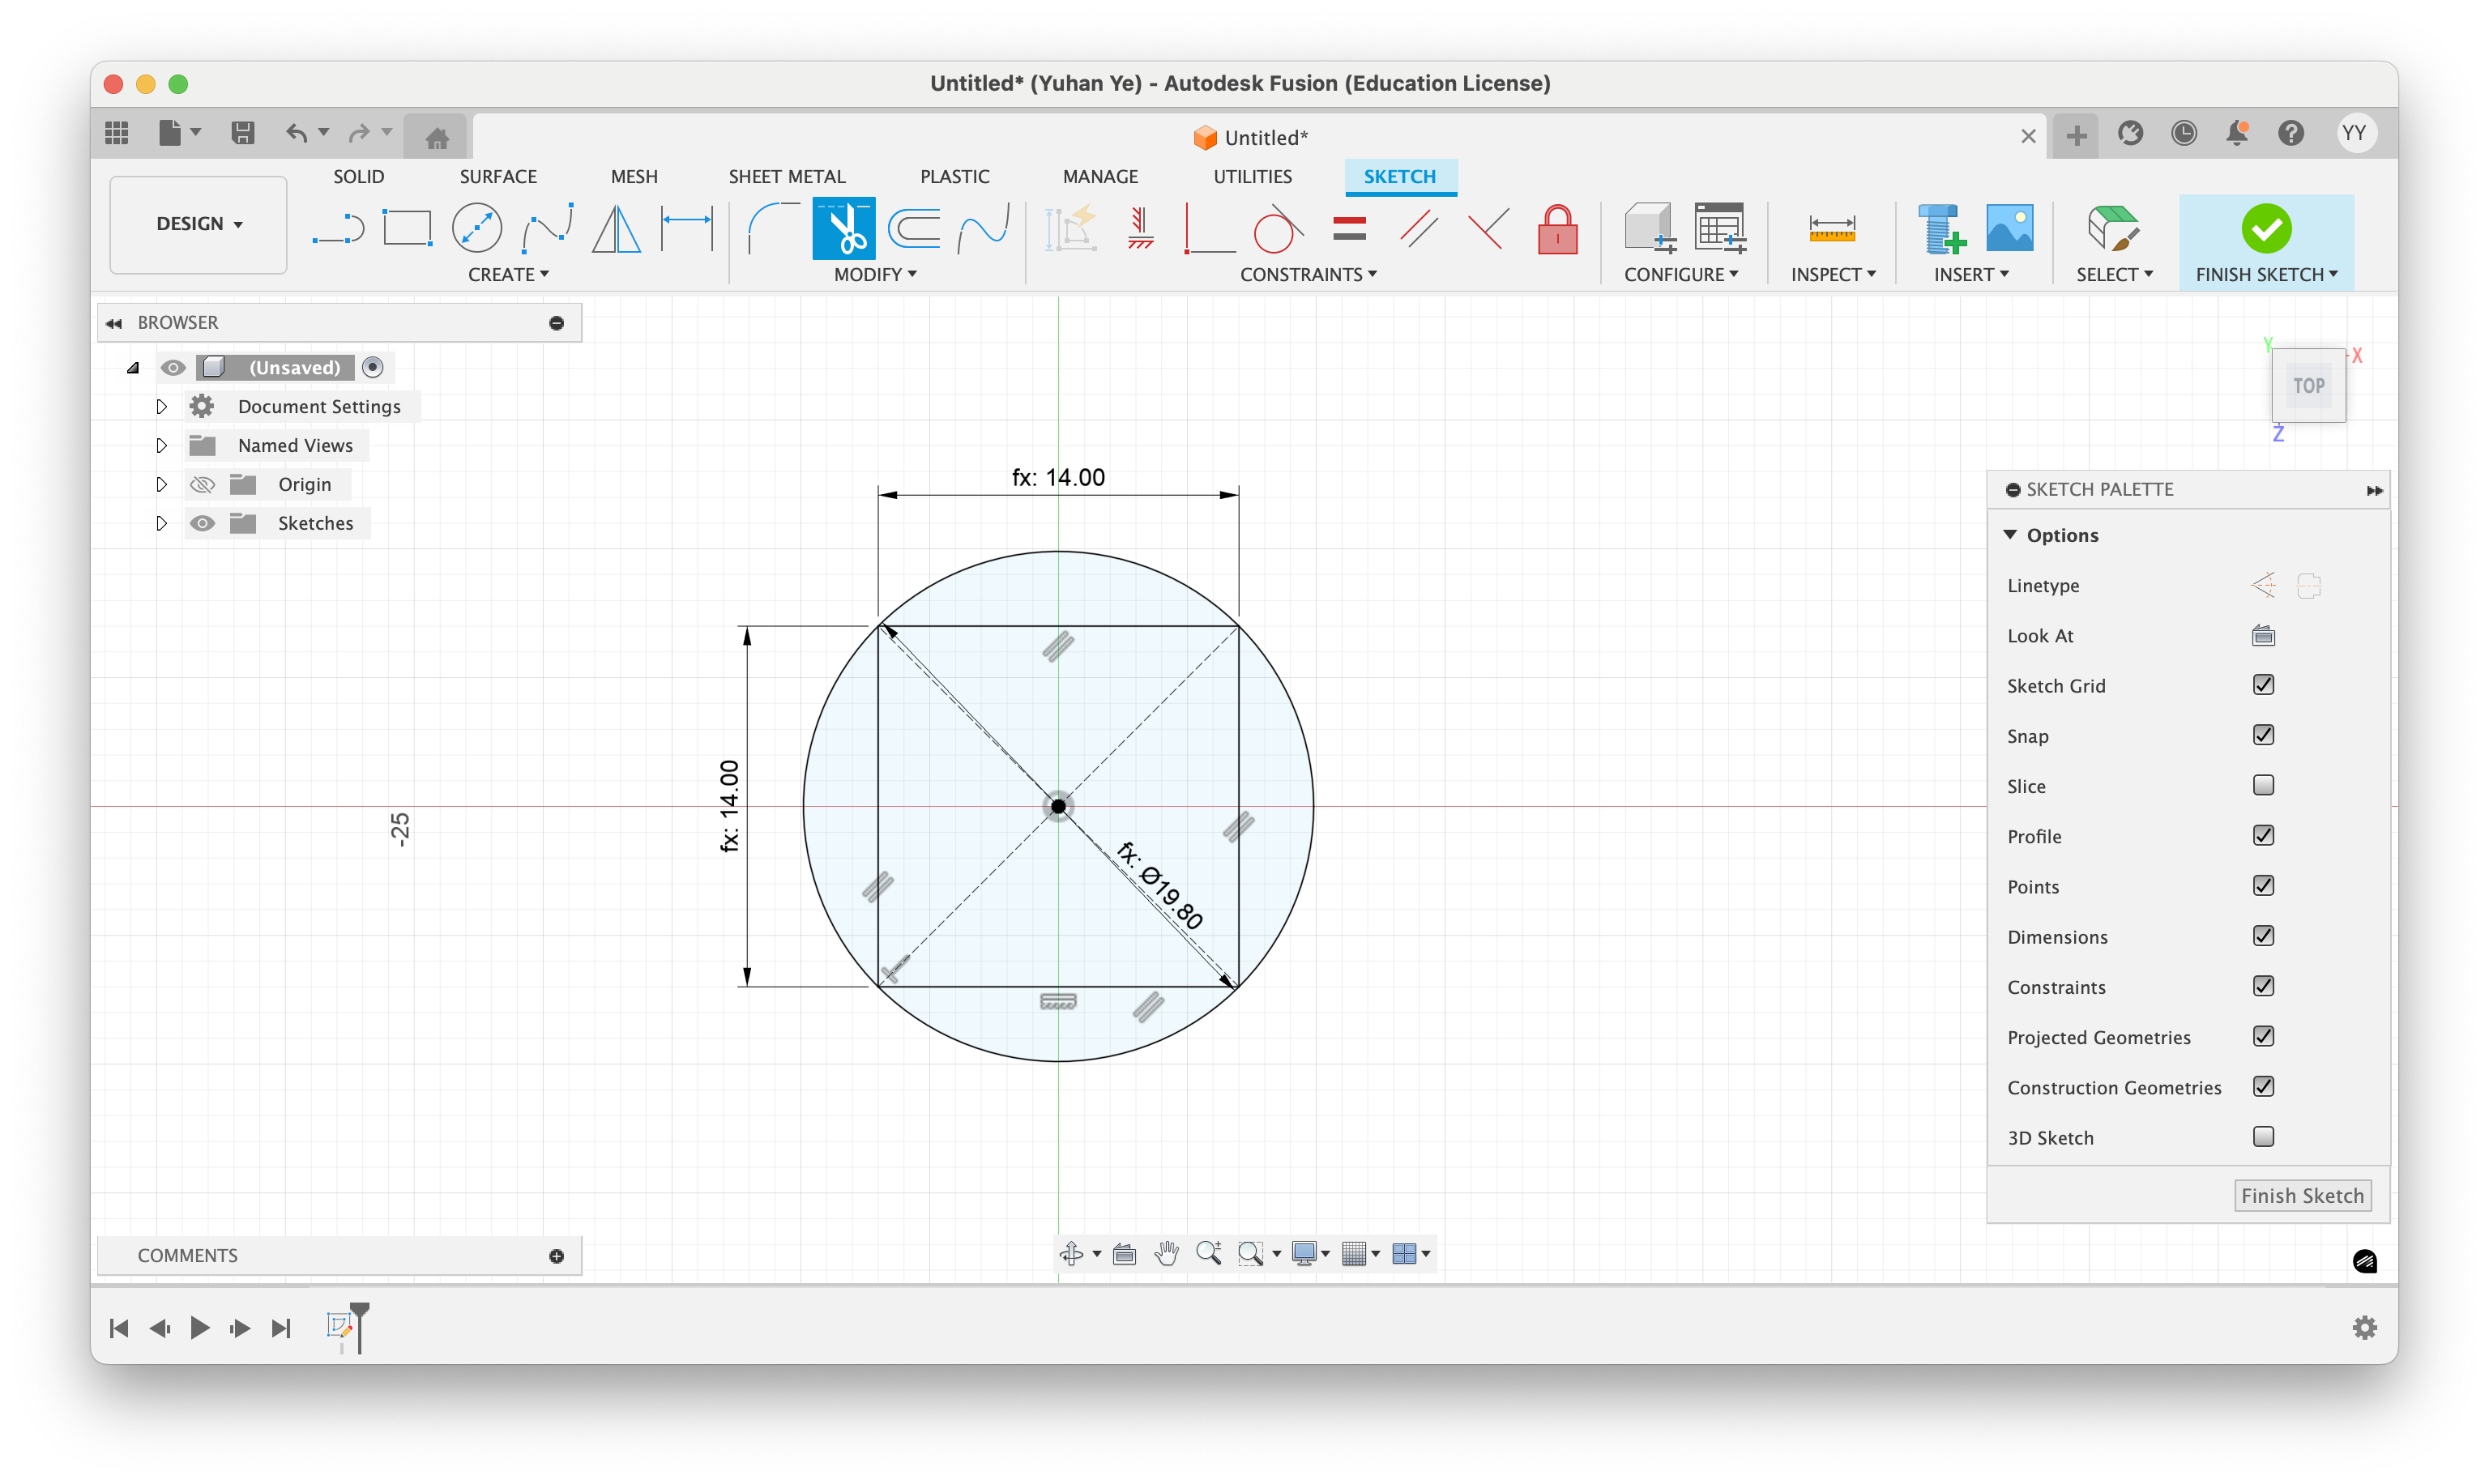 Untitled* (Yuhan Ye) - Autodesk Fusion (Education License)
Untitled*
YY
DESIGN
SOLID
SURFACE
MESH
SHEET METAL
PLASTIC
MANAGE
UTILITIES
SKETCH
CREATE
MODIFY
CONSTRAINTS
CONFIGURE
INSPECT
INSERT
SELECT
FINISH SKETCH
BROWSER
(Unsaved)
Document Settings
Named Views
Origin
Sketches
Y
X
TOP
Z
fx: 14.00
fx: 14.00
fx: Ø19.80
-25
SKETCH PALETTE
Options
Linetype
Look At
Sketch Grid
Snap
Slice
Profile
Points
Dimensions
Constraints
Projected Geometries
Construction Geometries
3D Sketch
Finish Sketch
COMMENTS